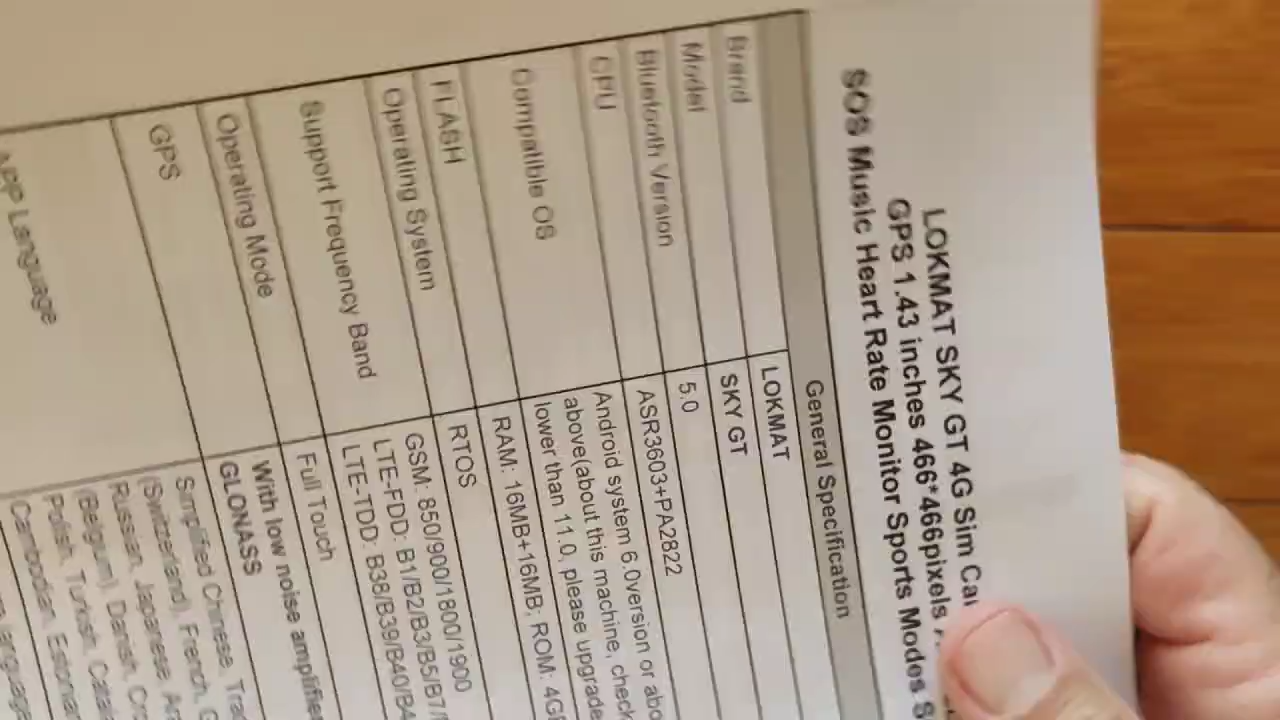 LOKMAT SKY GT 4G Sim
GPS 1.43 inches 466*466pixels
SOS Music Heart Rate Monitor Sports Modes
General Specification
Brand LOKMAT
Model SKY GT
Bluetooth Version 5.0
CPU ASR3603+PA2822
Compatible OS Android system 6.0version or
above(about this machine, check
lower than 11.0, please upgrade
FLASH RAM: 16MB+16MB; ROM:
Operating System RTOS
Support Frequency Band GSM: 850/900/1800/1900
LTE-FDD: B1/B2/B3/B5/B7/
LTE-TDD: B38/B39/B40/
Operating Mode Full Touch
GPS With low noise
GLONASS
APP Language Simplified Chinese,
(Switzerland), French,
Russian, Japanese,
(Belgium), Danish,
Polish, Turkish,
Cambodian,